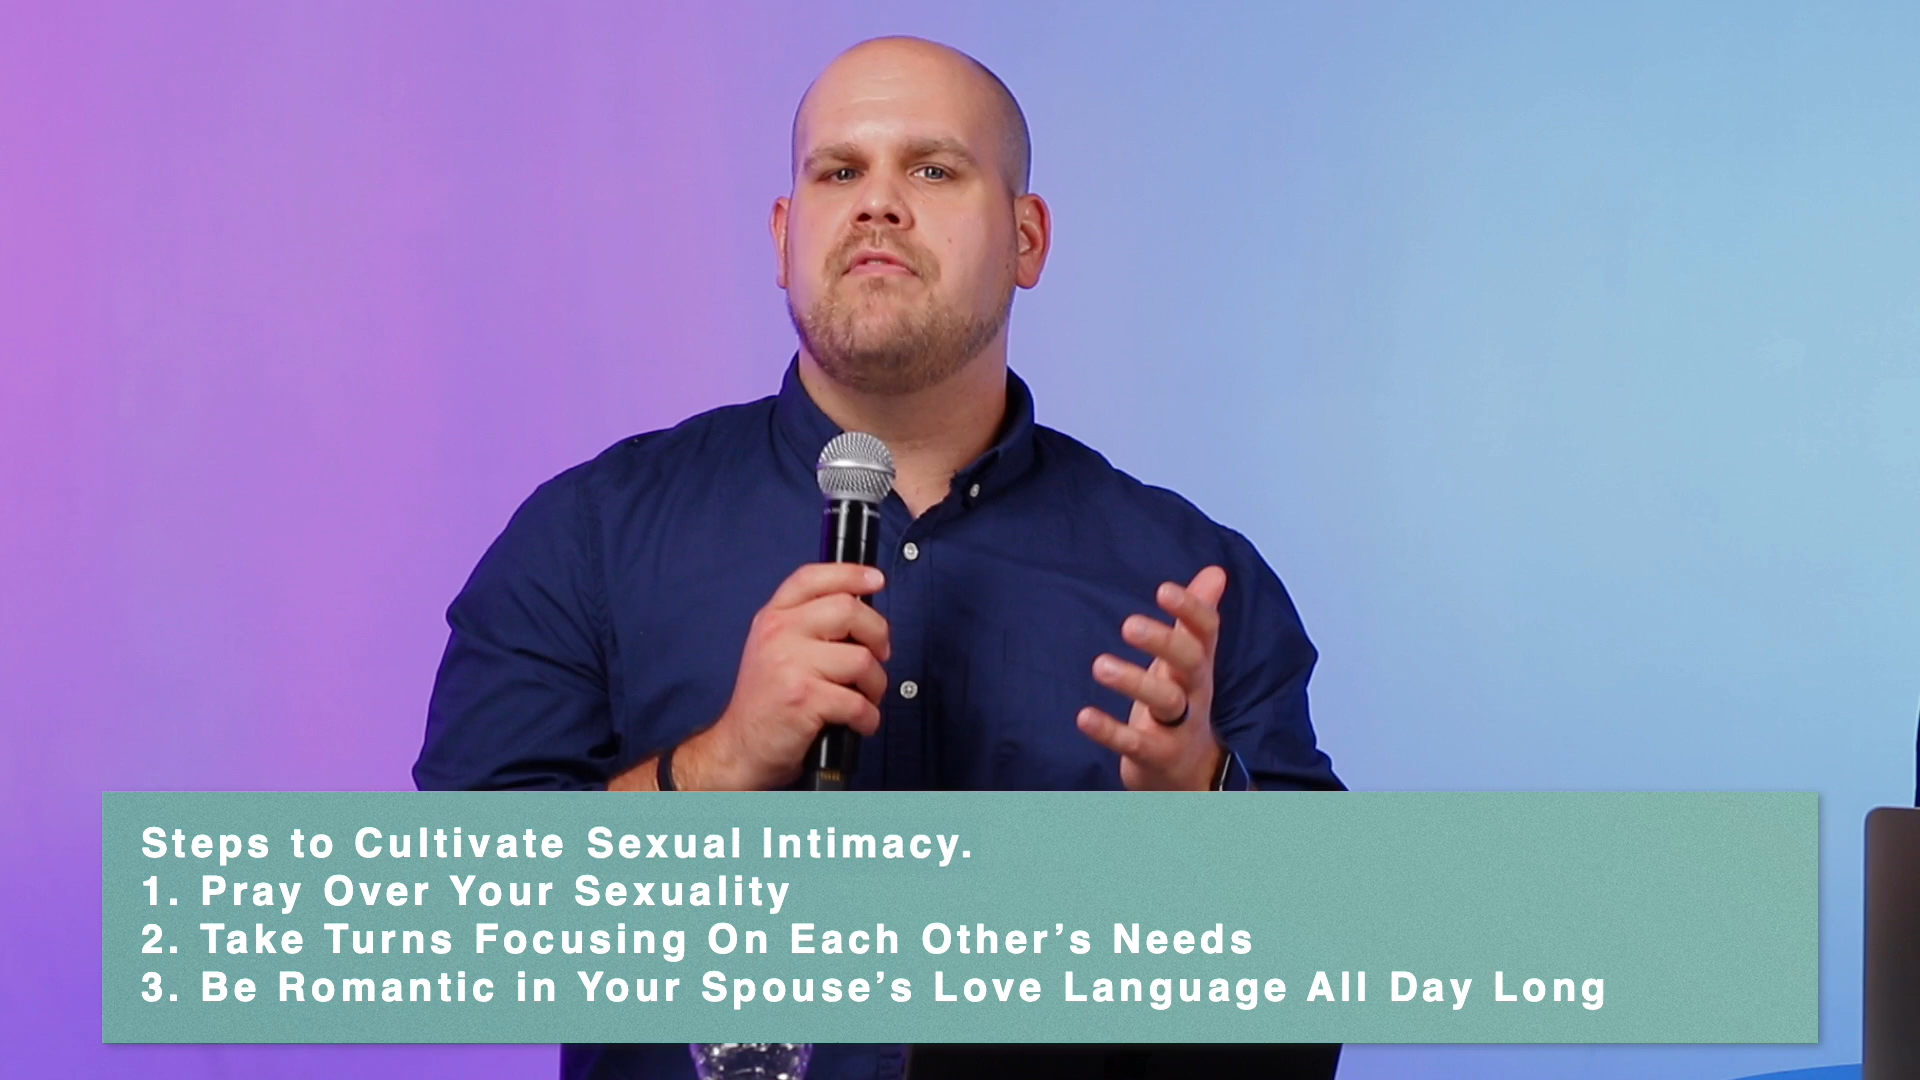 Steps to Cultivate Sexual Intimacy.
1. Pray Over Your Sexuality
2. Take Turns Focusing On Each Other’s Needs
3. Be Romantic in Your Spouse’s Love Language All Day Long